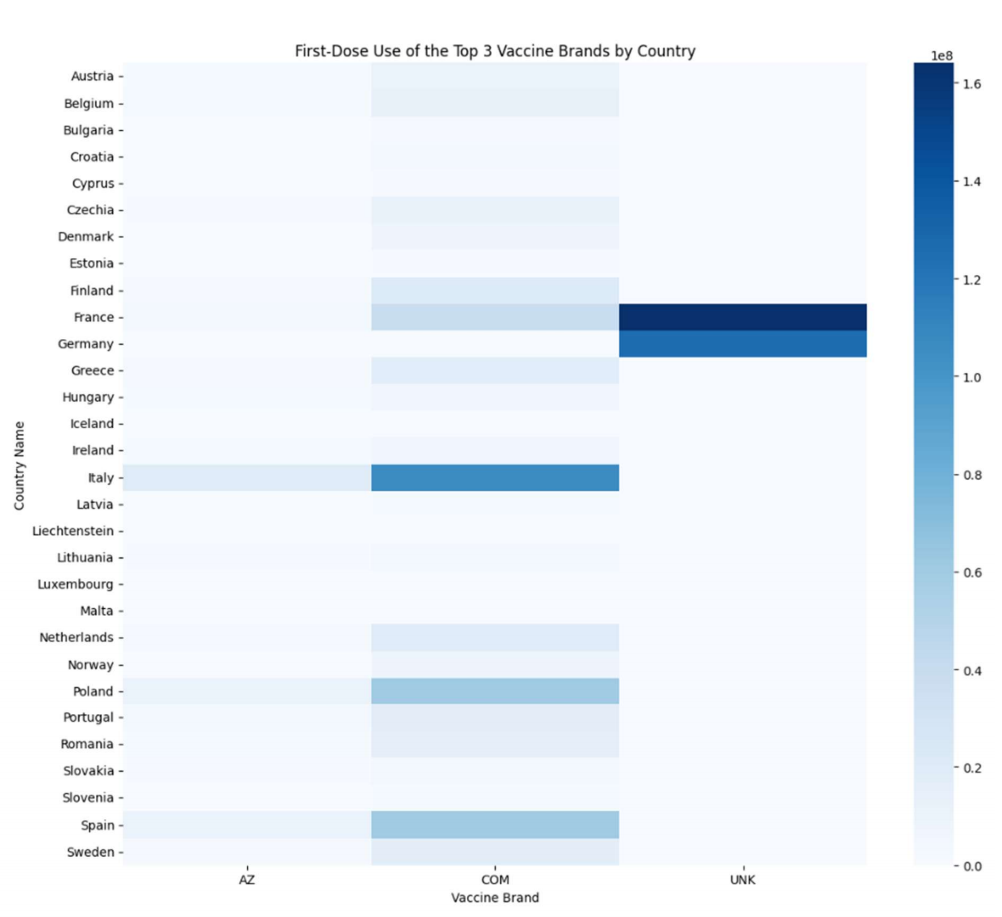 First-Dose Use of the Top 3 Vaccine Brands by Country
1e8
Austria
Belgium
Bulgaria
Croatia
Cyprus
Czechia
Denmark
Estonia
Finland
France
Germany
Greece
Hungary
Iceland
Ireland
Italy
Latvia
Liechtenstein
Lithuania
Luxembourg
Malta
Netherlands
Norway
Poland
Portugal
Romania
Slovakia
Slovenia
Spain
Sweden
Country Name
AZ COM UNK
Vaccine Brand
1.6
1.4
1.2
1.0
0.8
0.6
0.4
0.2
0.0